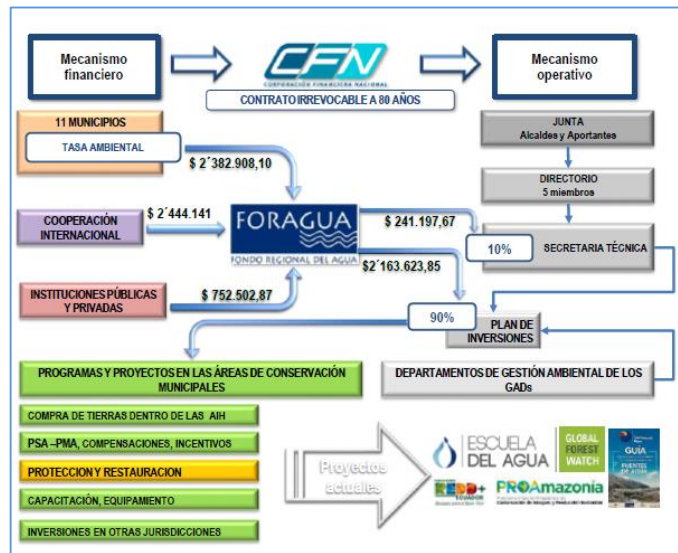 Mecanismo
financiero
CFN
CORPORACIÓN FINANCIERA NACIONAL
Mecanismo
operativo
CONTRATO IRREVOCABLE A 80 AÑOS
11 MUNICIPIOS
TASA AMBIENTAL
$ 2´382.908,10
JUNTA
Alcaldes y Aportantes
DIRECTORIO
5 miembros
COOPERACIÓN
INTERNACIONAL
$ 2´444.141
FORAGUA
FONDO REGIONAL DEL AGUA
$ 241.197,67
10%
SECRETARIA TÉCNICA
$2´163.623,85
INSTITUCIONES PÚBLICAS
Y PRIVADAS
$ 752.502,87
90%
PLAN DE
INVERSIONES
PROGRAMAS Y PROYECTOS EN LAS ÁREAS DE CONSERVACIÓN
MUNICIPALES
DEPARTAMENTOS DE GESTIÓN AMBIENTAL DE LOS
GADs
COMPRA DE TIERRAS DENTRO DE LAS AIH
PSA –PMA, COMPENSACIONES, INCENTIVOS
PROTECCION Y RESTAURACION
CAPACITACIÓN, EQUIPAMIENTO
INVERSIONES EN OTRAS JURISDICCIONES
Proyectos
actuales
ESCUELA
DEL AGUA
GLOBAL
FOREST
WATCH
GUÍA
FUENTES
DE AGUA
REDD+
ECUADOR
PROAmazonía